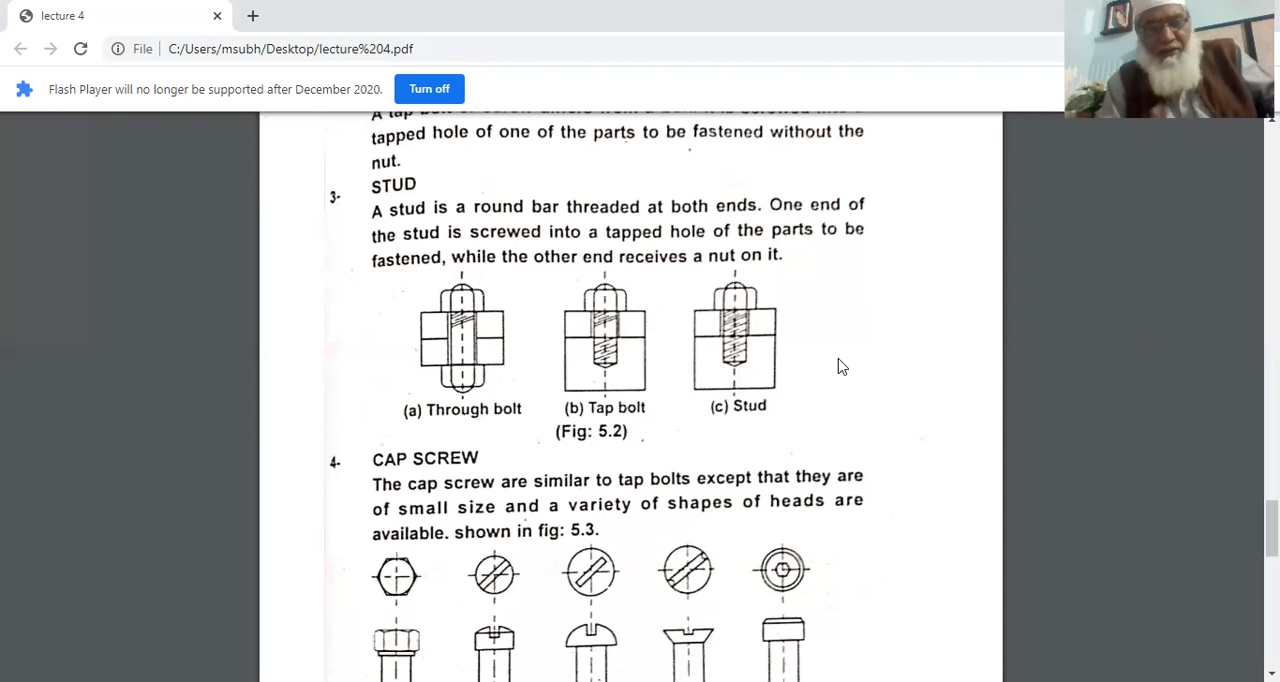 lecture 4
File
C:/Users/msubh/Desktop/lecture%204.pdf
Flash Player will no longer be supported after December 2020.
Turn off
A tap
tapped hole of one of the parts to be fastened without the
nut.
3- STUD
A stud is a round bar threaded at both ends. One end of
the stud is screwed into a tapped hole of the parts to be
fastened, while the other end receives a nut on it.
(a) Through bolt (b) Tap bolt (c) Stud
(Fig: 5.2)
4- CAP SCREW
The cap screw are similar to tap bolts except that they are
of small size and a variety of shapes of heads are
available. shown in fig: 5.3.